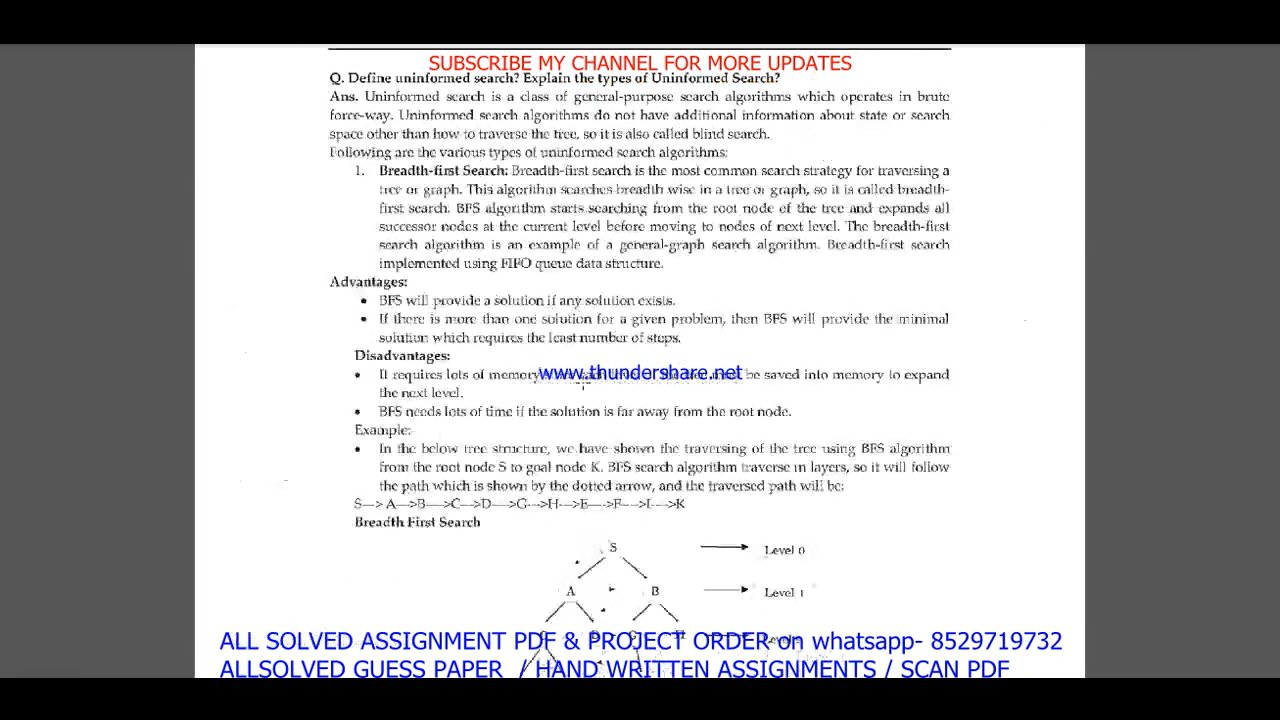 SUBSCRIBE MY CHANNEL FOR MORE UPDATES
Q. Define uninformed search? Explain the types of Uninformed Search?
Ans. Uninformed search is a class of general-purpose search algorithms which operates in brute
force-way. Uninformed search algorithms do not have additional information about state or search
space other than how to traverse the tree, so it is also called blind search.
Following are the various types of uninformed search algorithms:
1. Breadth-first Search: Breadth-first search is the most common search strategy for traversing a
tree or graph. This algorithm searches breadth wise in a tree or graph, so it is called breadth-
first search. BFS algorithm starts searching from the root node of the tree and expands all
successor nodes at the current level before moving to nodes of next level. The breadth-first
search algorithm is an example of a general-graph search algorithm. Breadth-first search
implemented using FIFO queue data structure.
Advantages:
• BFS will provide a solution if any solution exists.
• If there is more than one solution for a given problem, then BFS will provide the minimal
solution which requires the least number of steps.
Disadvantages:
• It requires lots of memory be saved into memory to expand
www.thundershare.net
the next level.
• BFS needs lots of time if the solution is far away from the root node.
Example:
• In the below tree structure, we have shown the traversing of the tree using BFS algorithm
from the root node S to goal node K. BFS search algorithm traverse in layers, so it will follow
the path which is shown by the dotted arrow, and the traversed path will be:
S---> A--->B---->C--->D---->G--->H--->E---->F---->I---->K
Breadth First Search
S Level 0
A B Level 1
ALL SOLVED ASSIGNMENT PDF & PROJECT ORDER on whatsapp- 8529719732
ALLSOLVED GUESS PAPER / HAND WRITTEN ASSIGNMENTS / SCAN PDF